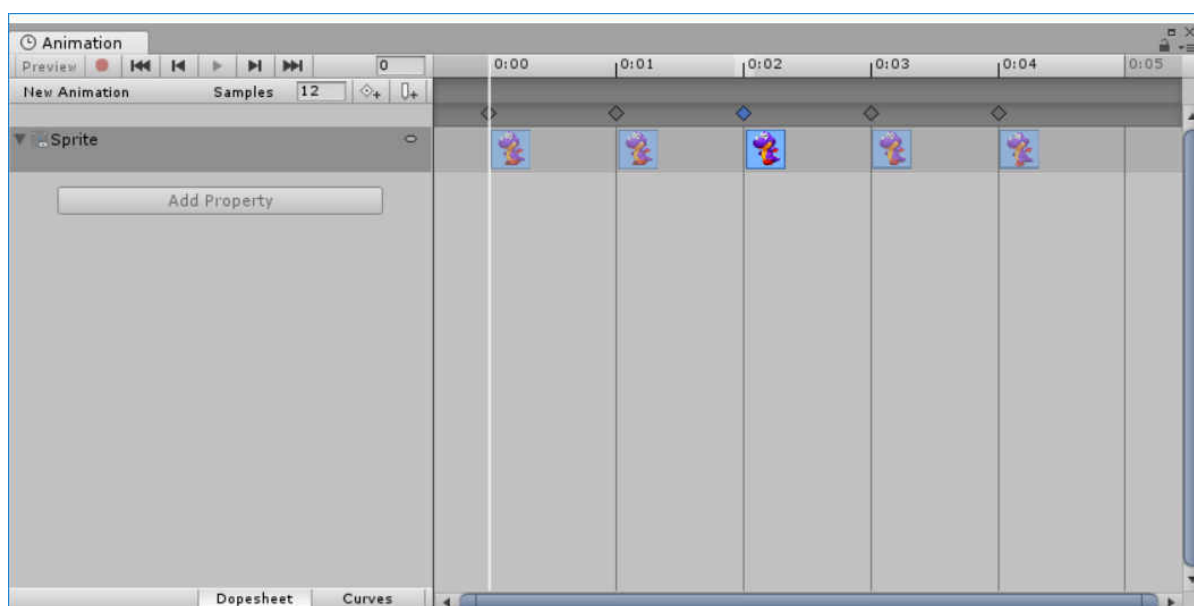 Animation
Preview 0 0:00 0:01 0:02 0:03 0:04 0:05
New Animation Samples 12
Sprite
Add Property
Dopesheet Curves